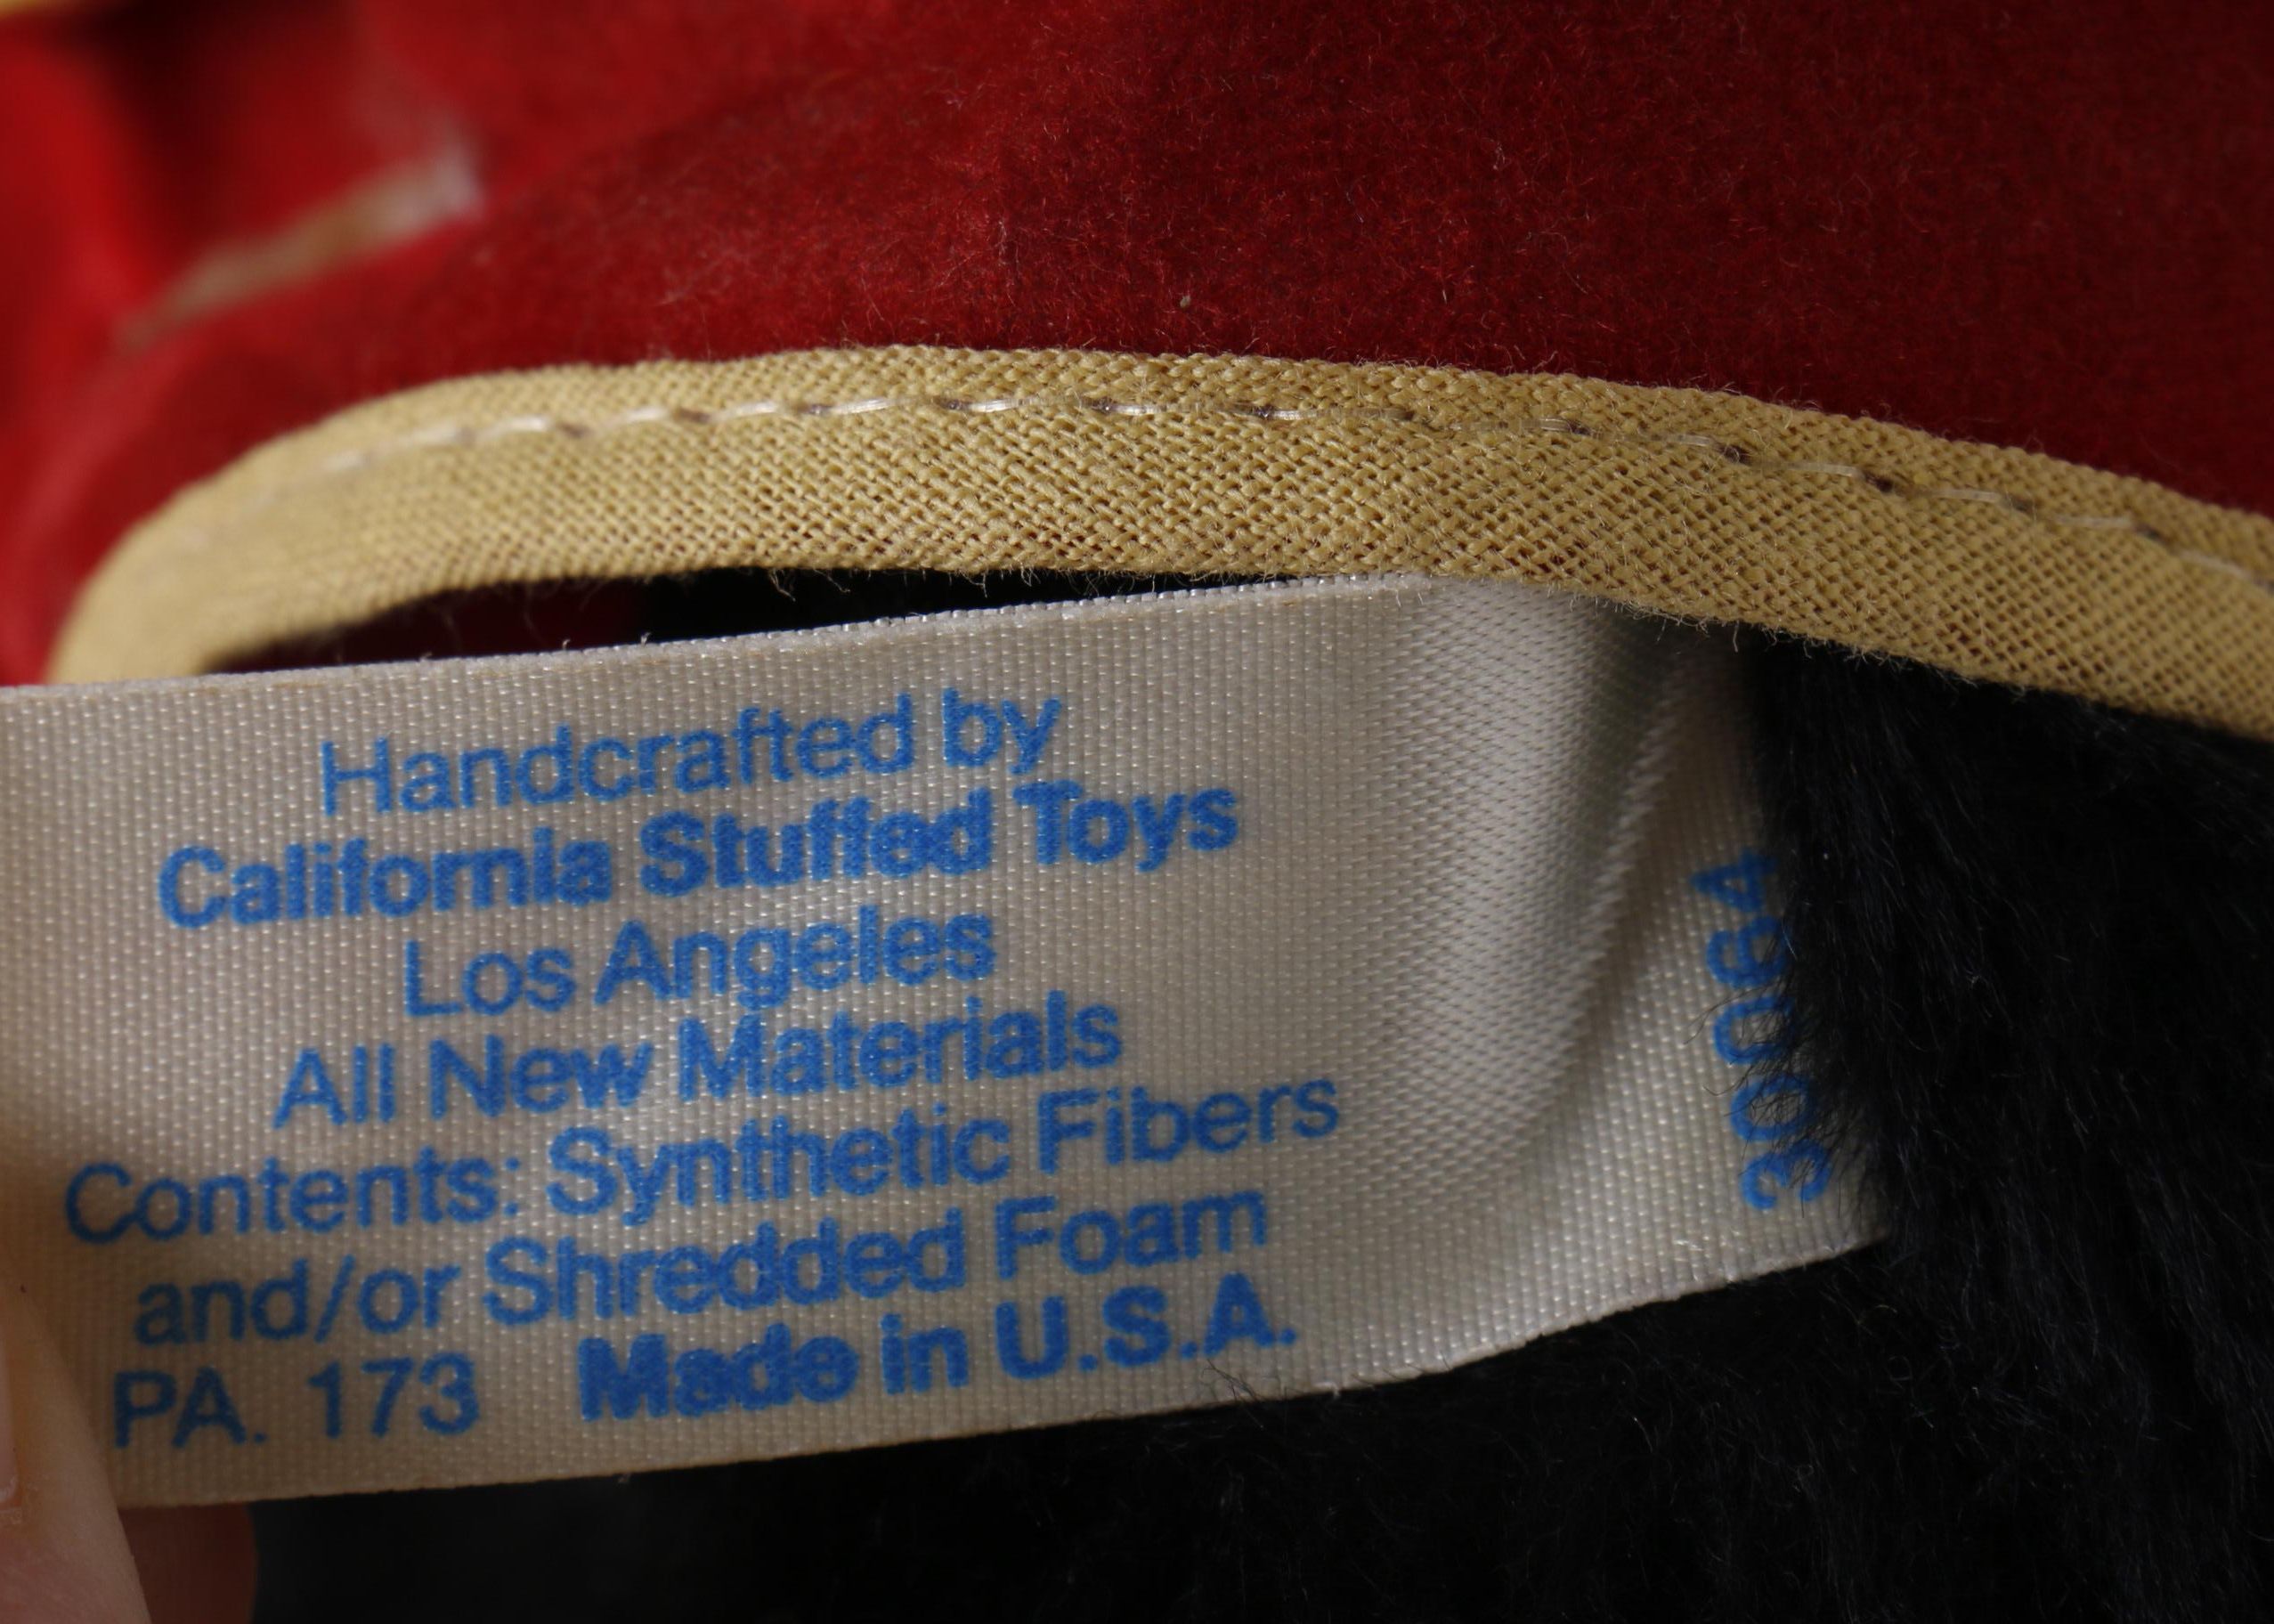 Handcrafted by
California Stuffed Toys
Los Angeles
All New Materials
Contents: Synthetic Fibers
and/or Shredded Foam
PA. 173 Made in U.S.A.